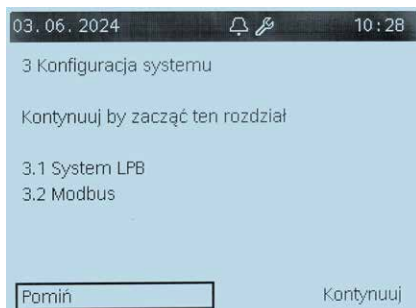 03.06.2024 10:28
3 Konfiguracja systemu
Kontynuuj by zacząć ten rozdział
3.1 System LPB
3.2 Modbus
Pomiń Kontynuuj